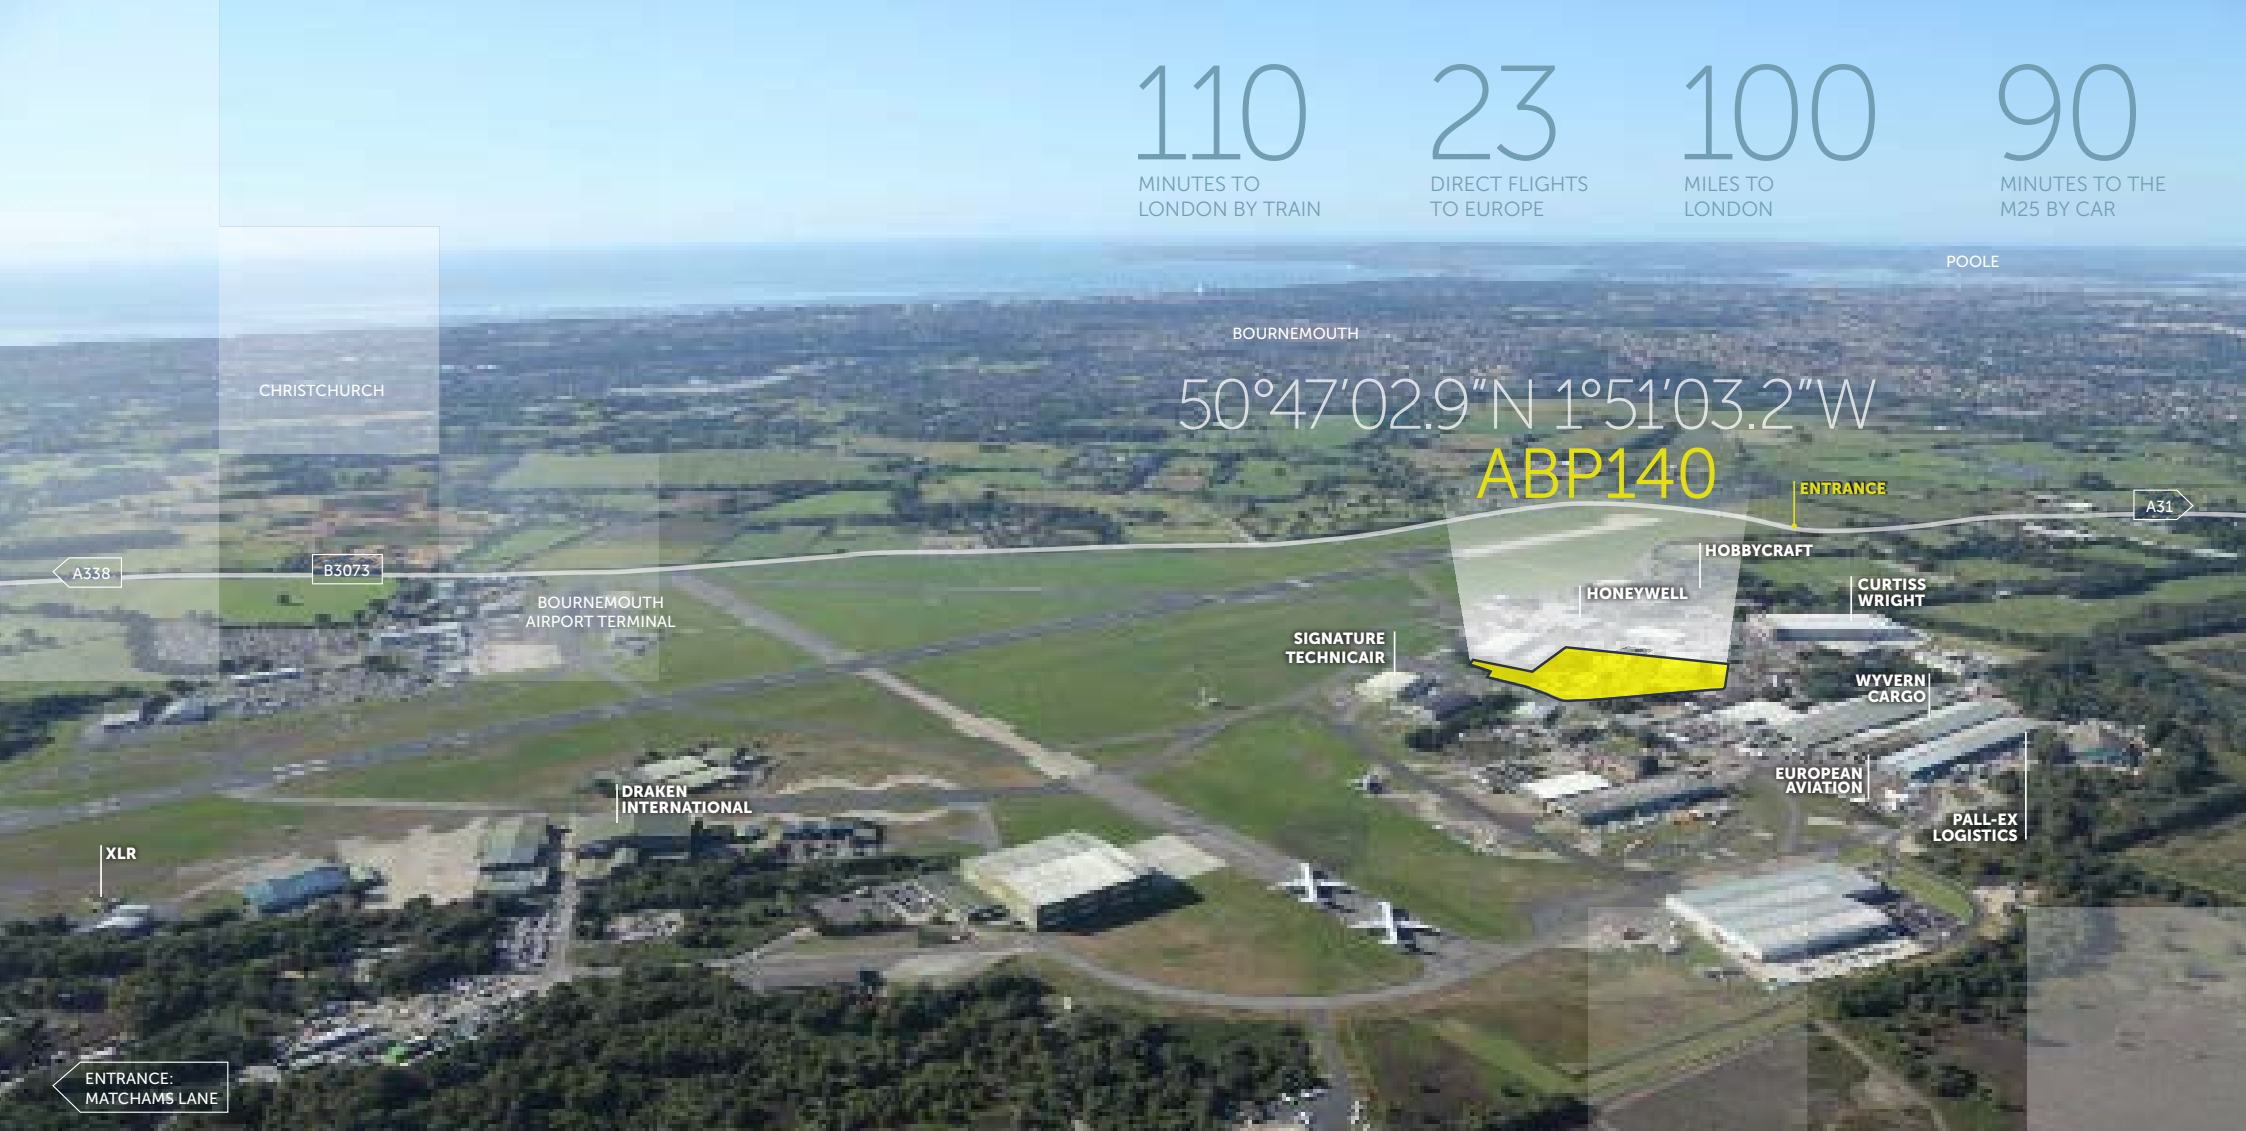 110
MINUTES TO
LONDON BY TRAIN
23
DIRECT FLIGHTS
TO EUROPE
100
MILES TO
LONDON
90
MINUTES TO THE
M25 BY CAR
POOLE
BOURNEMOUTH
CHRISTCHURCH
50°47'02.9"N 1°51'03.2"W
ABP140
ENTRANCE
A31
A338
B3073
HOBBYCRAFT
HONEYWELL
CURTISS
WRIGHT
BOURNEMOUTH
AIRPORT TERMINAL
SIGNATURE
TECHNICAIR
WYVERN
CARGO
EUROPEAN
AVIATION
DRAKEN
INTERNATIONAL
PALL-EX
LOGISTICS
XLR
ENTRANCE:
MATCHAMS LANE